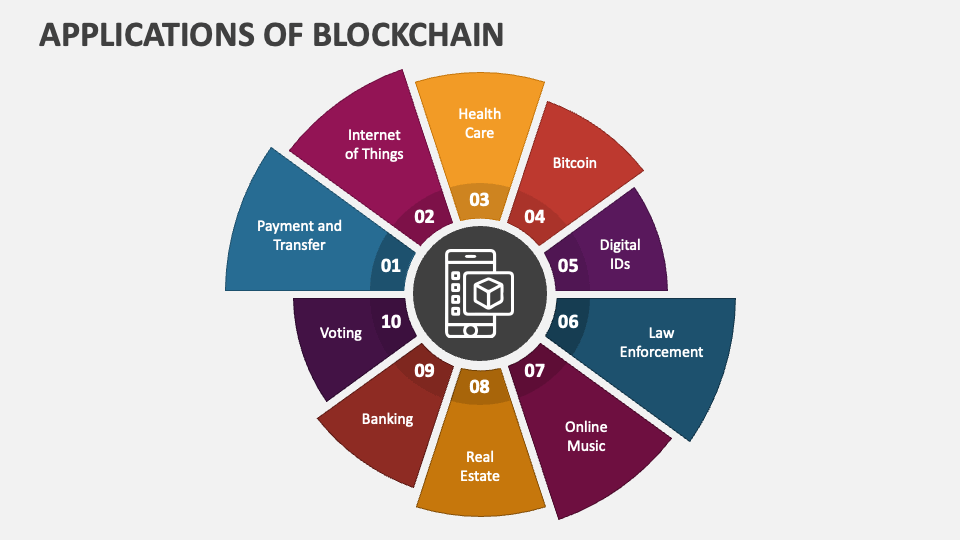 APPLICATIONS OF BLOCKCHAIN
Payment and
Transfer
01
Internet
of Things
02
Health
Care
03
Bitcoin
04
Digital
IDs
05
Law
Enforcement
06
Online
Music
07
Real
Estate
08
Banking
09
Voting
10